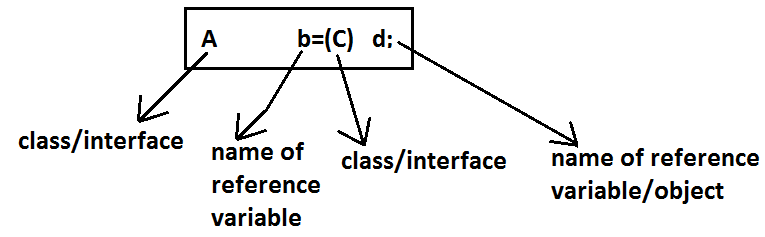 A b=(C) d;
class/interface
name of
reference
variable
class/interface
name of reference
variable/object